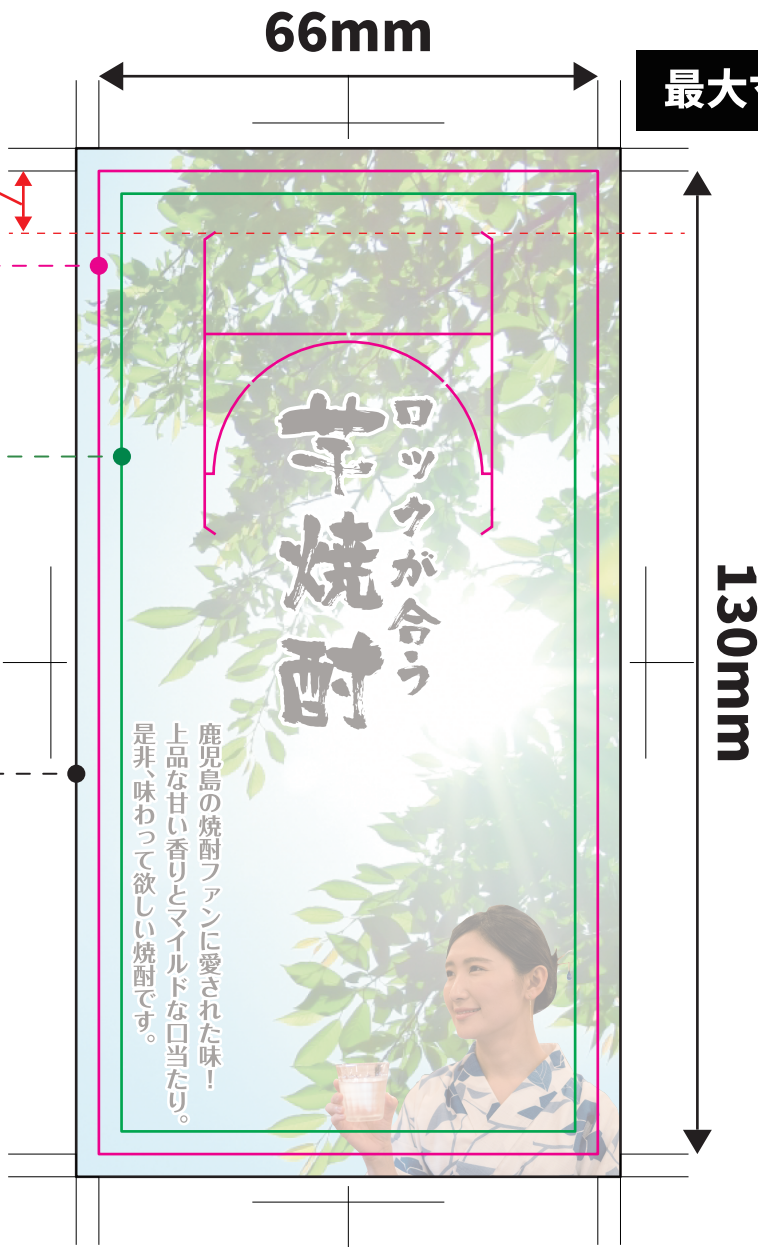 66mm
最大
130mm
ロックが合う
芋焼酎
鹿児島の焼酎ファンに愛された味！
上品な甘い香りとマイルドな口当たり。
是非、味わって欲しい焼酎です。